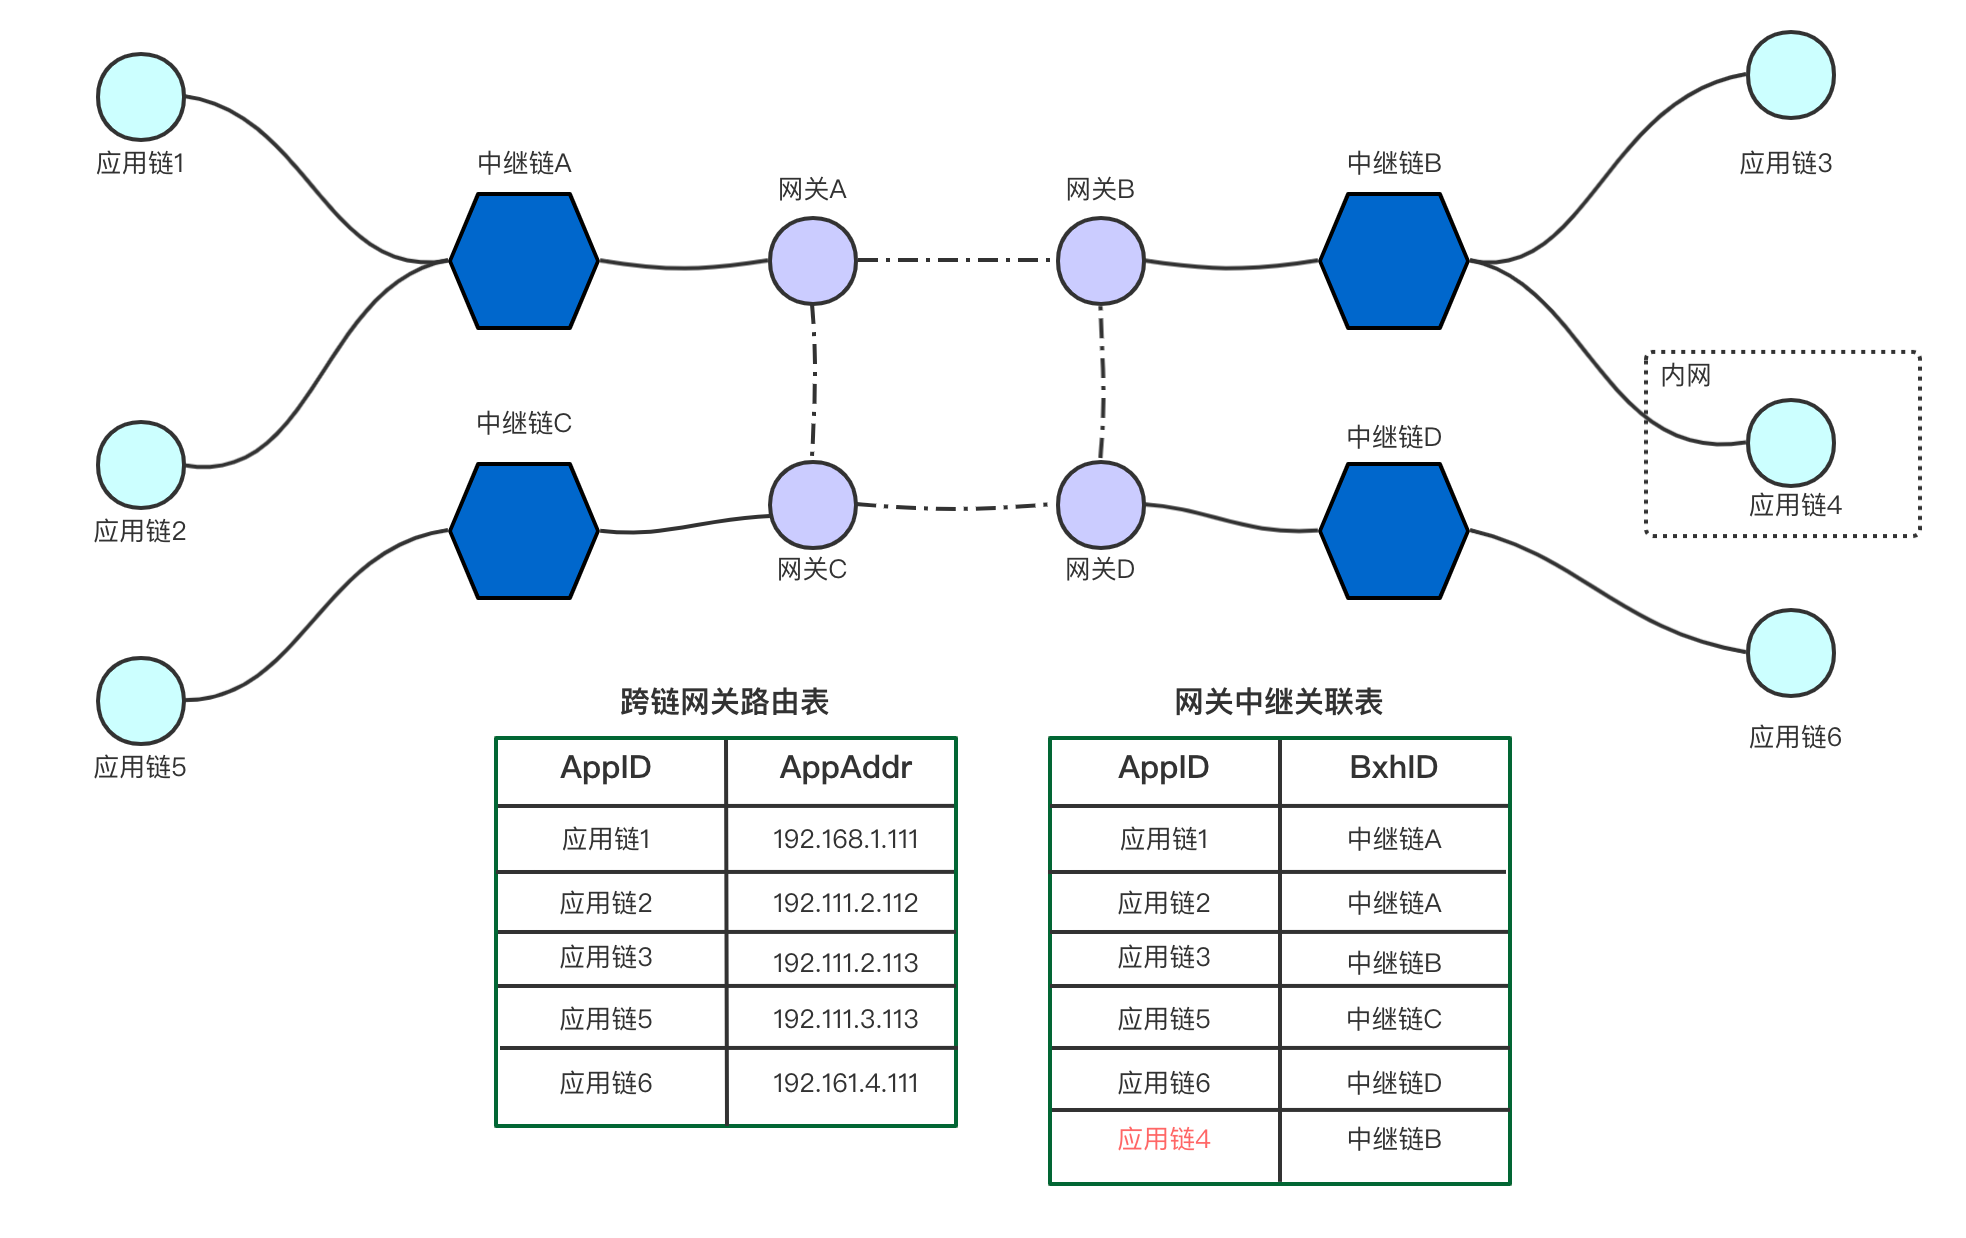 应用链1
中继链A
网关A
网关B
中继链B
应用链3
内网
应用链2
中继链C
网关C
网关D
中继链D
应用链4
应用链5
应用链6
跨链网关路由表
AppID AppAddr
应用链1 192.168.1.111
应用链2 192.111.2.112
应用链3 192.111.2.113
应用链5 192.111.3.113
应用链6 192.161.4.111
网关中继关联表
AppID BxhID
应用链1 中继链A
应用链2 中继链A
应用链3 中继链B
应用链5 中继链C
应用链6 中继链D
应用链4 中继链B